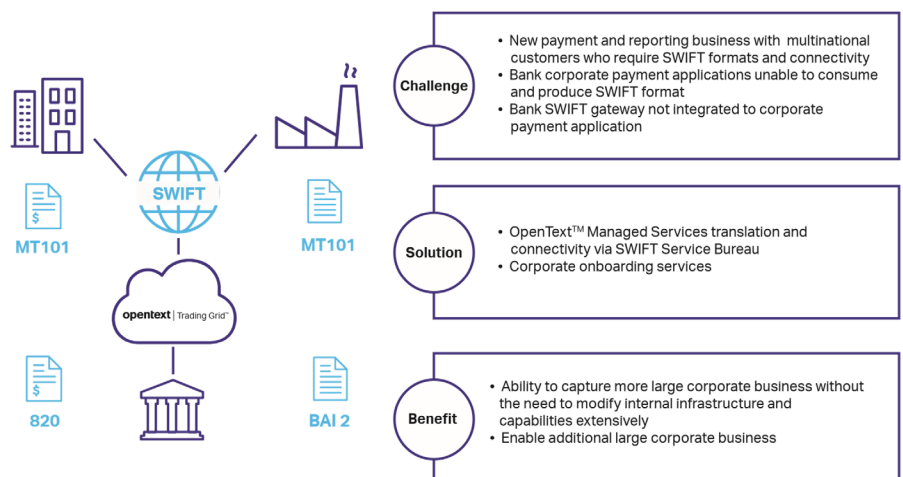 SWIFT
MT101
MT101
opentext | Trading Grid™
820
BAI 2
Challenge
• New payment and reporting business with multinational
customers who require SWIFT formats and connectivity
• Bank corporate payment applications unable to consume
and produce SWIFT format
• Bank SWIFT gateway not integrated to corporate
payment application
Solution
• OpenText™ Managed Services translation and
connectivity via SWIFT Service Bureau
• Corporate onboarding services
Benefit
• Ability to capture more large corporate business without
the need to modify internal infrastructure and
capabilities extensively
• Enable additional large corporate business